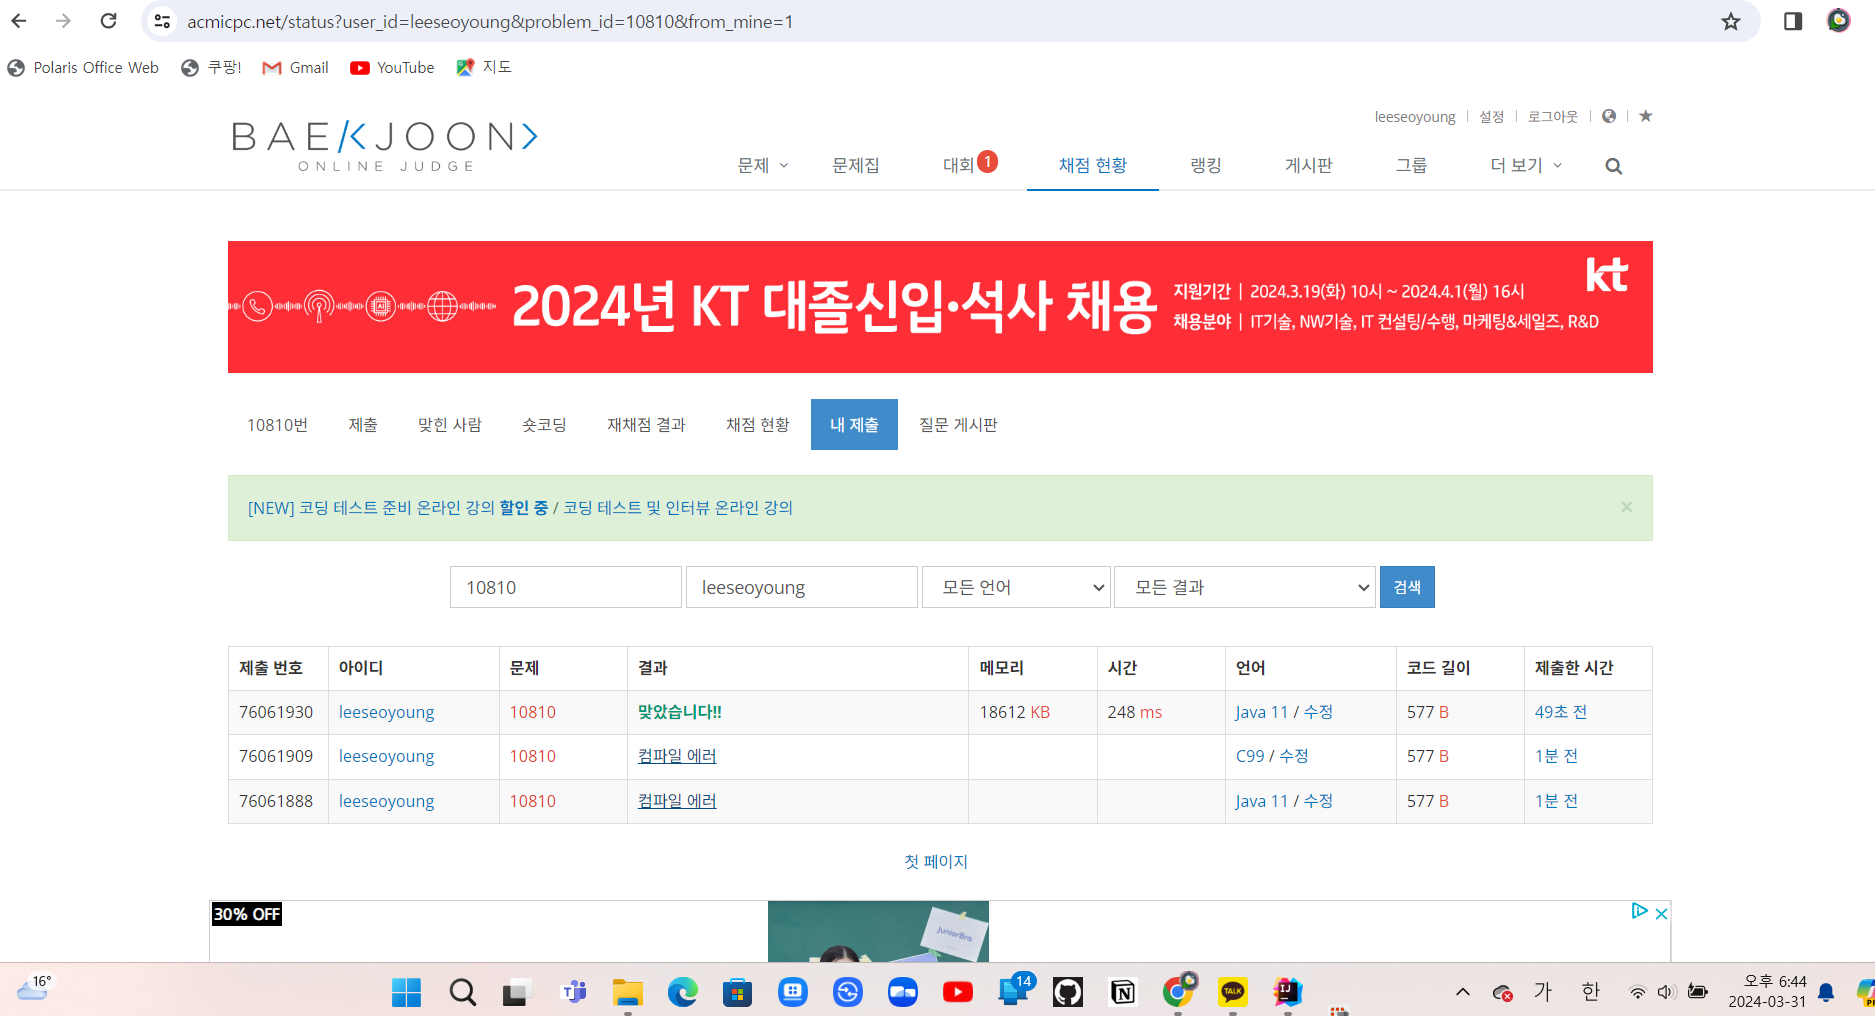 acmicpc.net/status?user_id=leeseoyoung&problem_id=10810&from_mine=1
Polaris Office Web 쿠팡! Gmail YouTube 지도
leeseoyoung | 설정 | 로그아웃
BAEKJOON>
ONLINE JUDGE
문제 문제집 대회 1 채점 현황 랭킹 게시판 그룹 더 보기
kt
2024년 KT 대졸신입·석사 채용
지원기간 | 2024.3.19(화) 10시 ~ 2024.4.1(월) 16시
채용분야 | IT기술, NW기술, IT 컨설팅/수행, 마케팅&세일즈, R&D
10810번 제출 맞힌 사람 숏코딩 재채점 결과 채점 현황 내 제출 질문 게시판
[NEW] 코딩 테스트 준비 온라인 강의 할인 중 / 코딩 테스트 및 인터뷰 온라인 강의 ×
10810 leeseoyoung 모든 언어 모든 결과 검색
제출 번호 아이디 문제 결과 메모리 시간 언어 코드 길이 제출한 시간
76061930 leeseoyoung 10810 맞았습니다!! 18612 KB 248 ms Java 11 / 수정 577 B 49초 전
76061909 leeseoyoung 10810 컴파일 에러 C99 / 수정 577 B 1분 전
76061888 leeseoyoung 10810 컴파일 에러 Java 11 / 수정 577 B 1분 전
첫 페이지
30% OFF
JuniorBra
16°
14
TALK
IJ
가 한
오후 6:44
2024-03-31